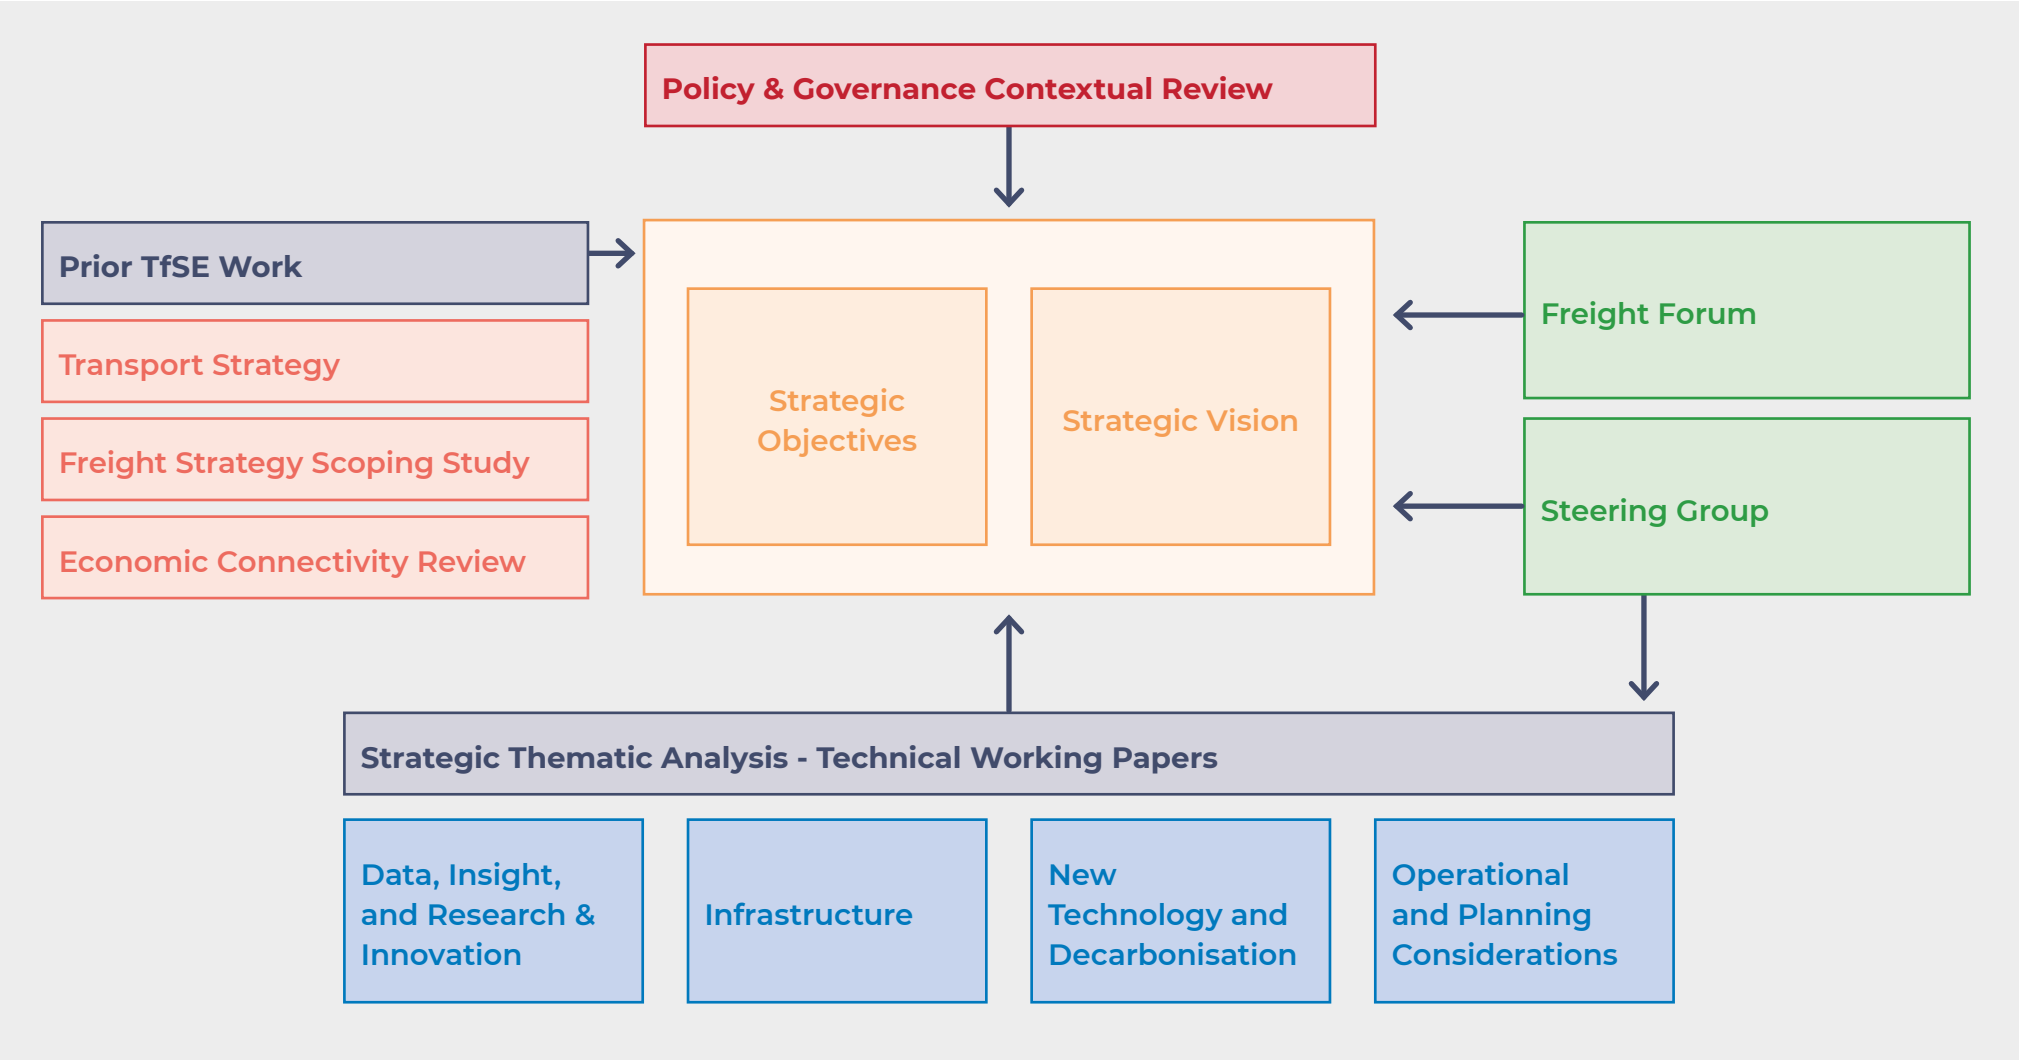 Policy & Governance Contextual Review
Prior TfSE Work
Transport Strategy
Freight Strategy Scoping Study
Economic Connectivity Review
Strategic
Objectives
Strategic Vision
Freight Forum
Steering Group
Strategic Thematic Analysis - Technical Working Papers
Data, Insight,
and Research &
Innovation
Infrastructure
New
Technology and
Decarbonisation
Operational
and Planning
Considerations